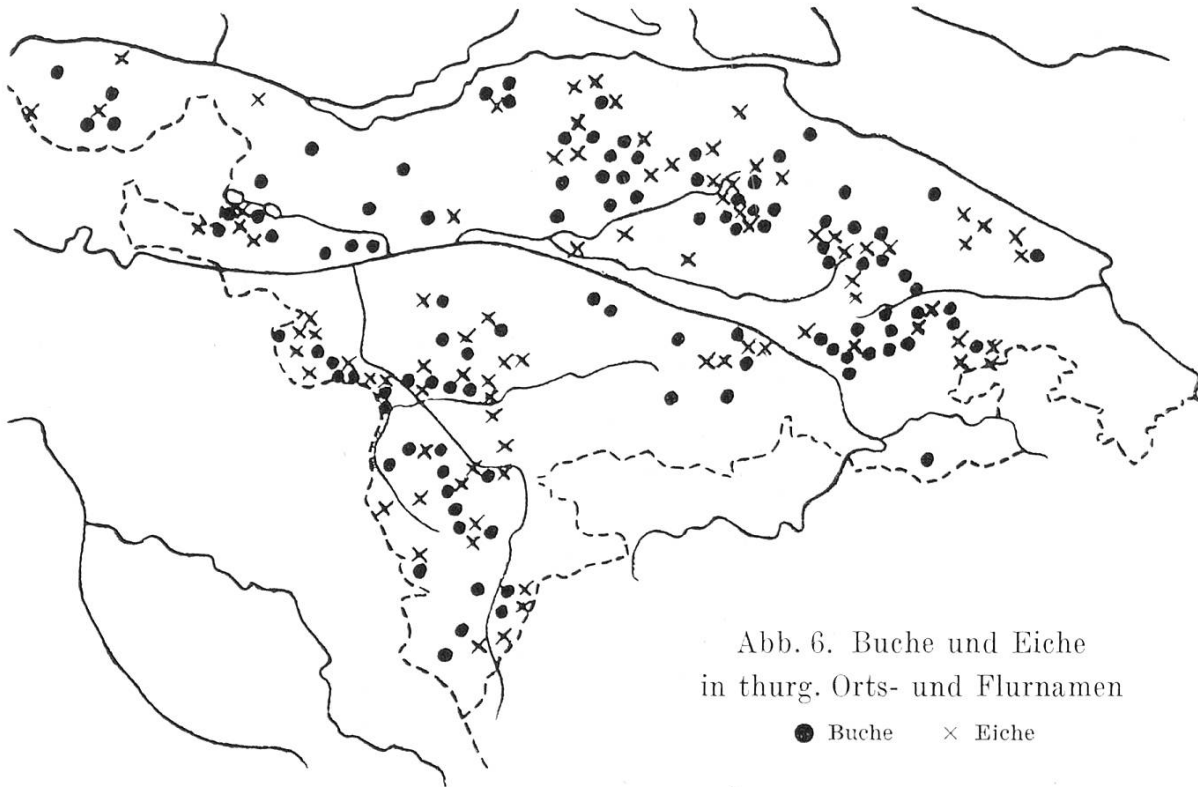 Abb. 6. Buche und Eiche
in thurg. Orts- und Flurnamen
● Buche × Eiche